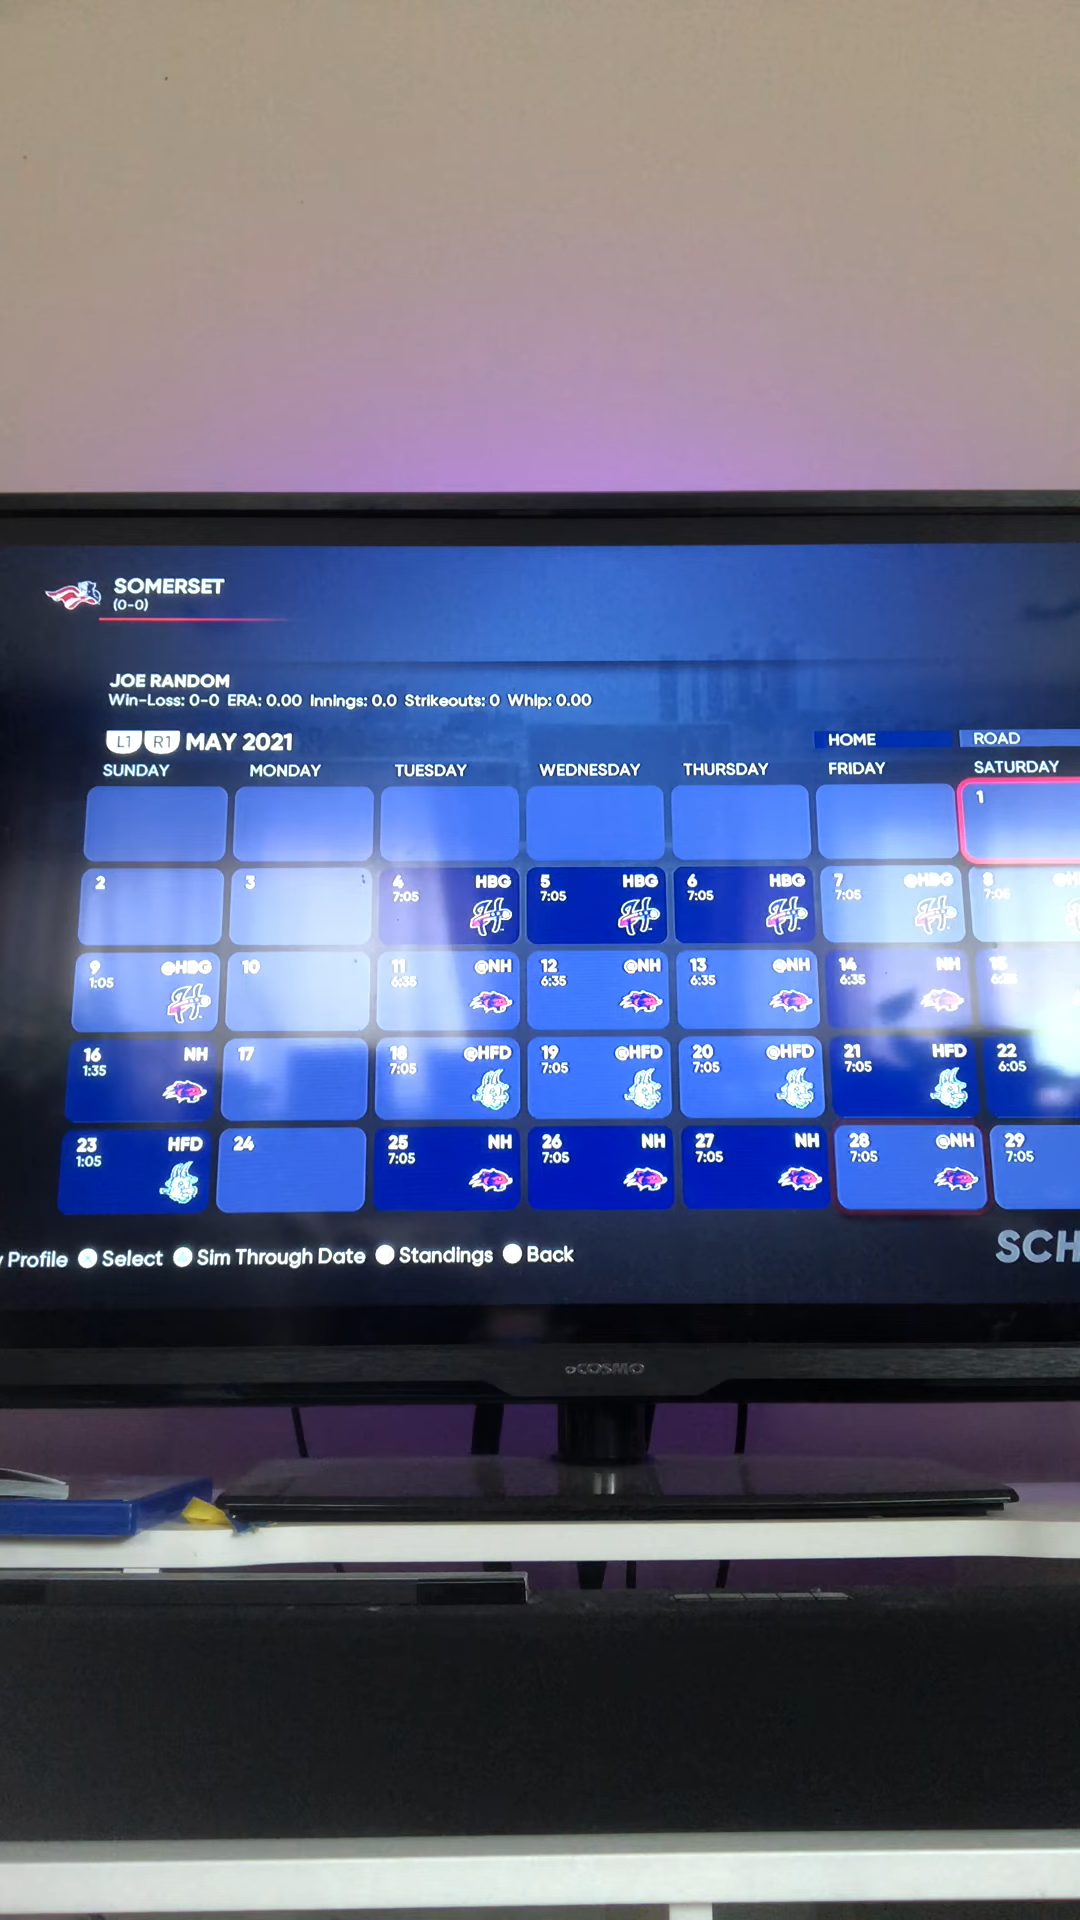 SOMERSET
(0-0)
JOE RANDOM
Win-Loss: 0-0 ERA: 0.00 Innings: 0.0 Strikeouts: 0 Whip: 0.00
L1 R1 MAY 2021
HOME ROAD
SUNDAY MONDAY TUESDAY WEDNESDAY THURSDAY FRIDAY SATURDAY
1
2 3 4 HBG 5 HBG 6 HBG 7 @HBG 8
7:05 7:05 7:05 7:05 7:05
9 @HBG 10 11 @NH 12 @NH 13 @NH 14 NH 15
1:05 6:35 6:35 6:35 6:35 6:35
16 NH 17 18 @HFD 19 @HFD 20 @HFD 21 HFD 22
1:35 7:05 7:05 7:05 7:05 6:05
23 HFD 24 25 NH 26 NH 27 NH 28 @NH 29
1:05 7:05 7:05 7:05 7:05 7:05
Profile Select Sim Through Date Standings Back
SCH
COSMO